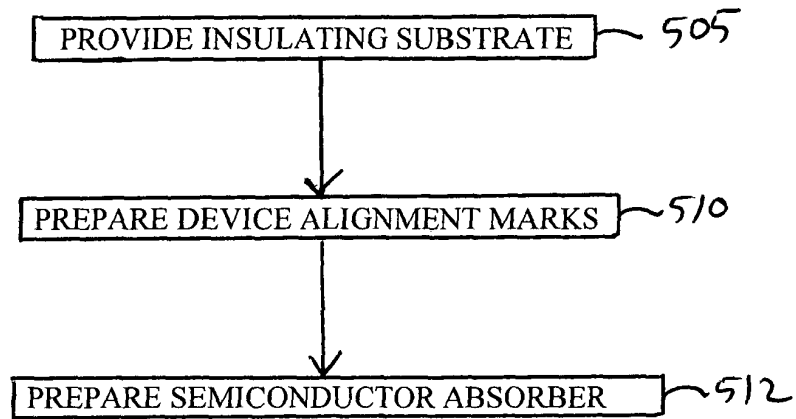 PROVIDE INSULATING SUBSTRATE 505
PREPARE DEVICE ALIGNMENT MARKS 510
PREPARE SEMICONDUCTOR ABSORBER 512